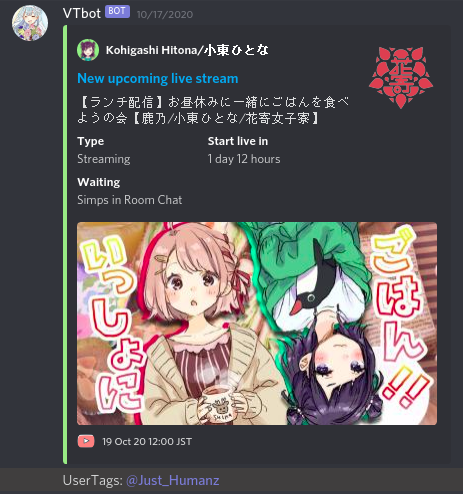 VTbot BOT 10/17/2020
Kohigashi Hitona/小東ひとな
New upcoming live stream
【ランチ配信】お昼休みに一緒にごはんを食べ
ようの会【鹿乃/小東ひとな/花寄女子寮】
Type
Start live in
Streaming
1 day 12 hours
Waiting
Simps in Room Chat
いっしょに
ごはん!!
19 Oct 20 12:00 JST
UserTags: @Just_Humanz